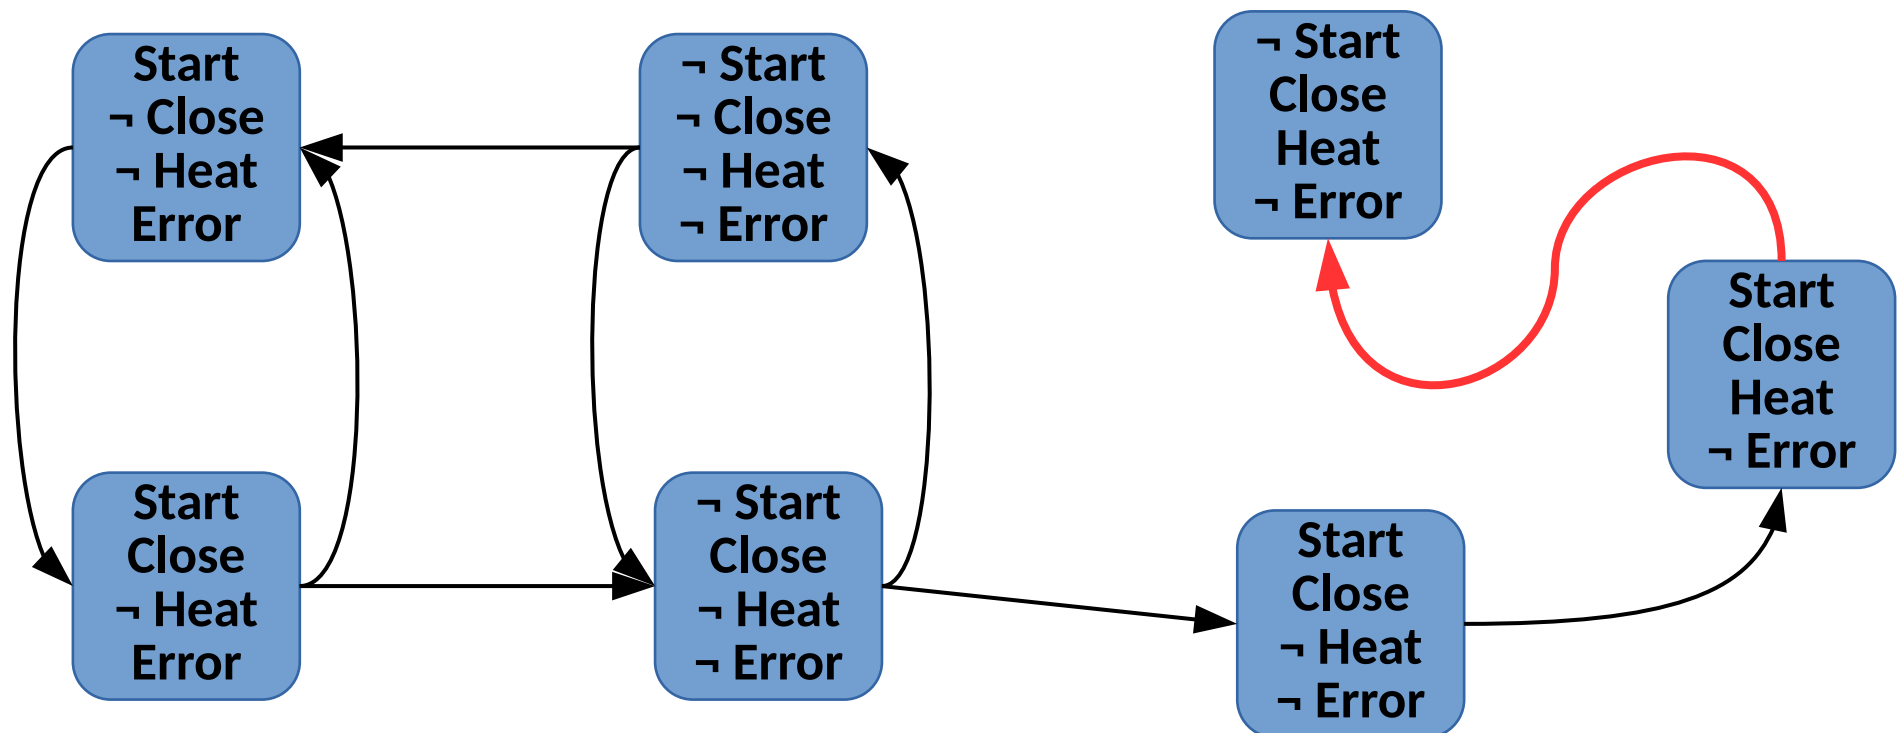 Start
¬ Close
¬ Heat
Error
¬ Start
¬ Close
¬ Heat
¬ Error
¬ Start
Close
Heat
¬ Error
Start
Close
Heat
¬ Error
Start
Close
¬ Heat
Error
¬ Start
Close
¬ Heat
¬ Error
Start
Close
¬ Heat
¬ Error